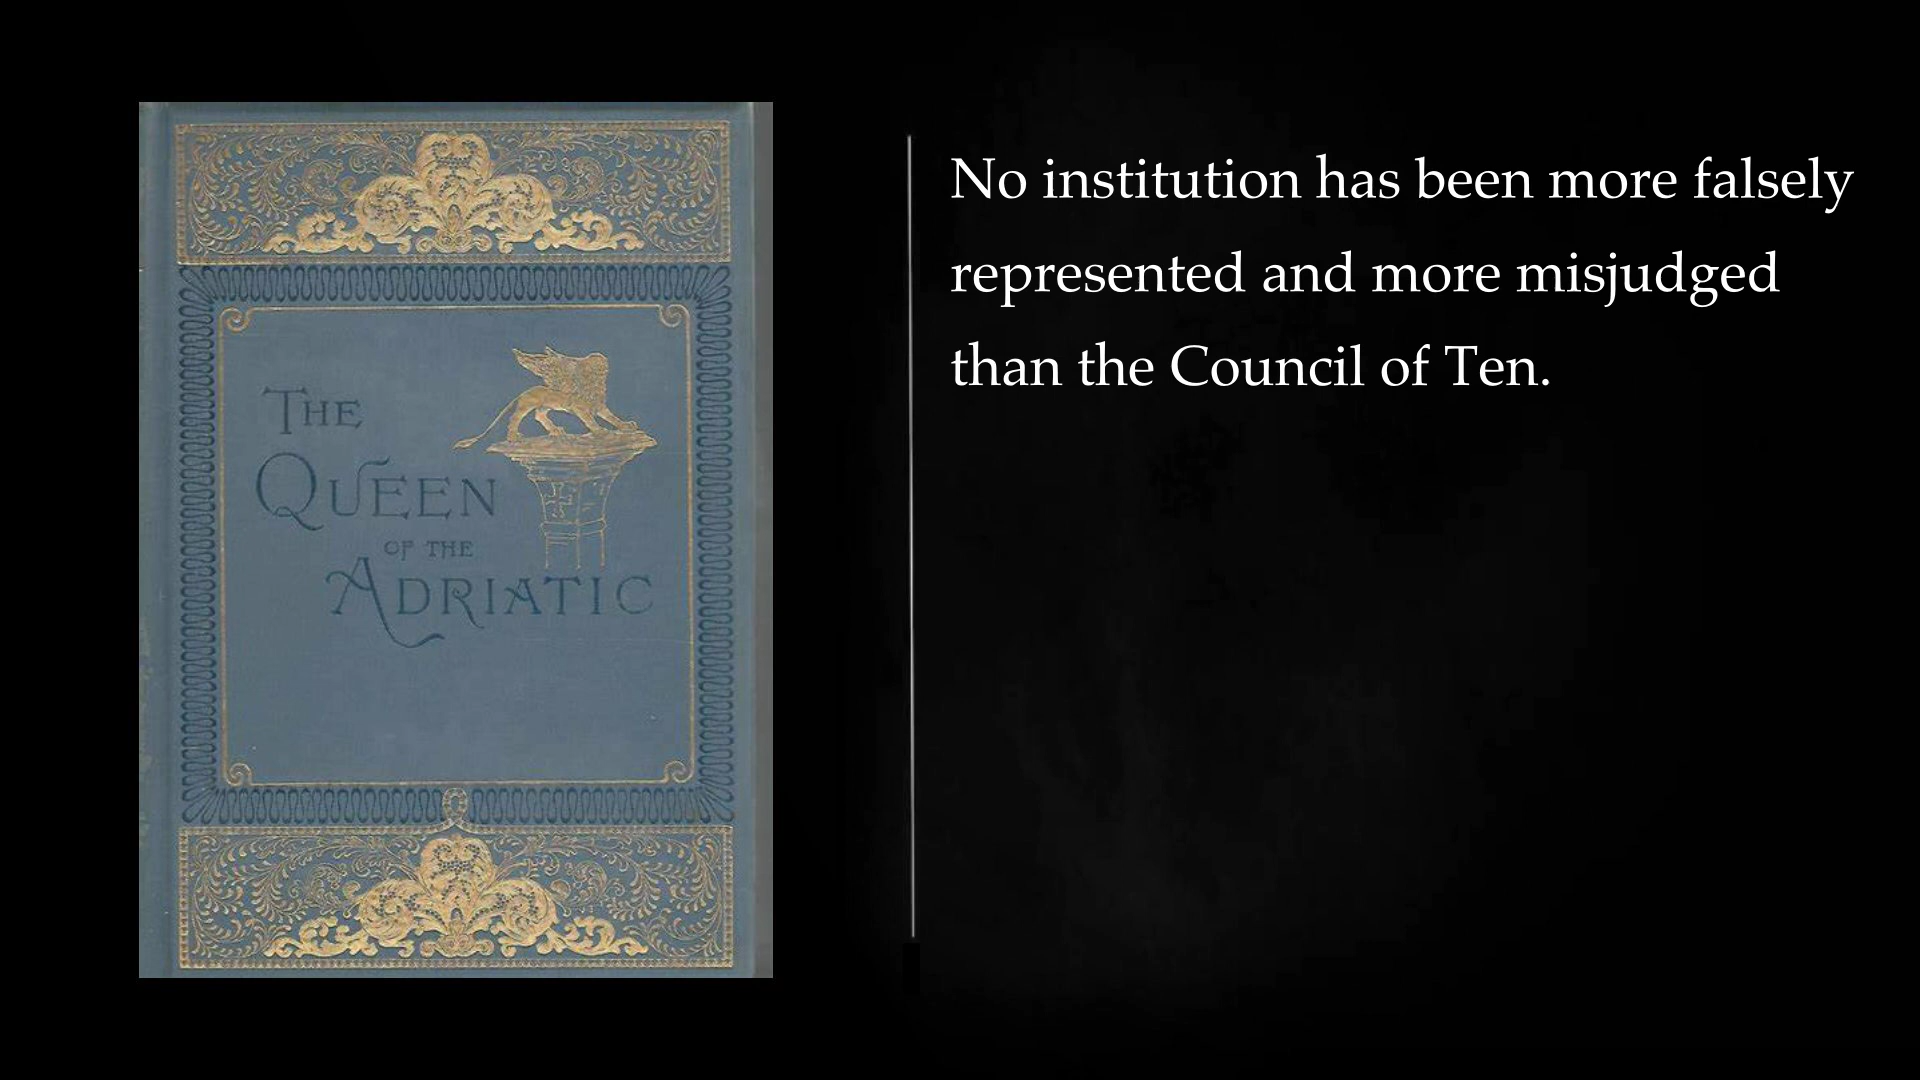 THE
QUEEN
OF THE
ADRIATIC
No institution has been more falsely
represented and more misjudged
than the Council of Ten.